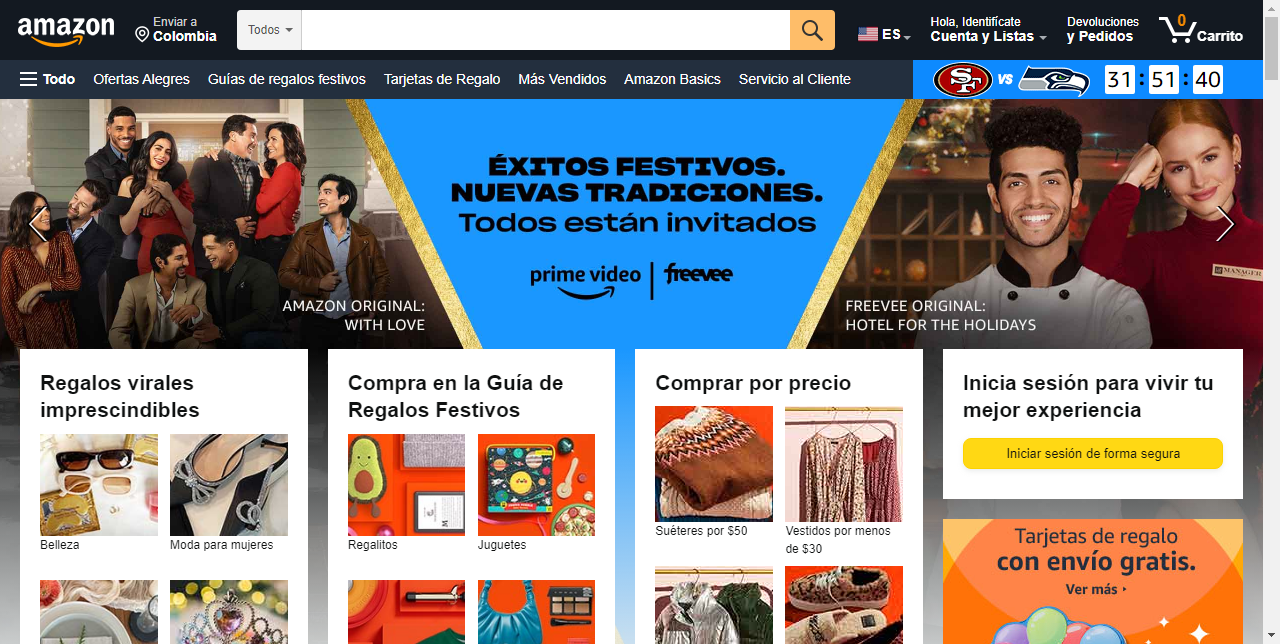 amazon
Enviar a
Colombia
Todos
ES
Hola, Identifícate
Cuenta y Listas
Devoluciones
y Pedidos
0
Carrito
Todo
Ofertas Alegres
Guías de regalos festivos
Tarjetas de Regalo
Más Vendidos
Amazon Basics
Servicio al Cliente
SF
VS
31:51:40
ÉXITOS FESTIVOS.
NUEVAS TRADICIONES.
Todos están invitados
prime video | freevee
AMAZON ORIGINAL:
WITH LOVE
MANAGER
FREEVEE ORIGINAL:
HOTEL FOR THE HOLIDAYS
Regalos virales
imprescindibles
Belleza
Moda para mujeres
Compra en la Guía de
Regalos Festivos
Regalitos
Juguetes
Comprar por precio
Suéteres por $50
Vestidos por menos
de $30
Inicia sesión para vivir tu
mejor experiencia
Iniciar sesión de forma segura
Tarjetas de regalo
con envío gratis.
Ver más